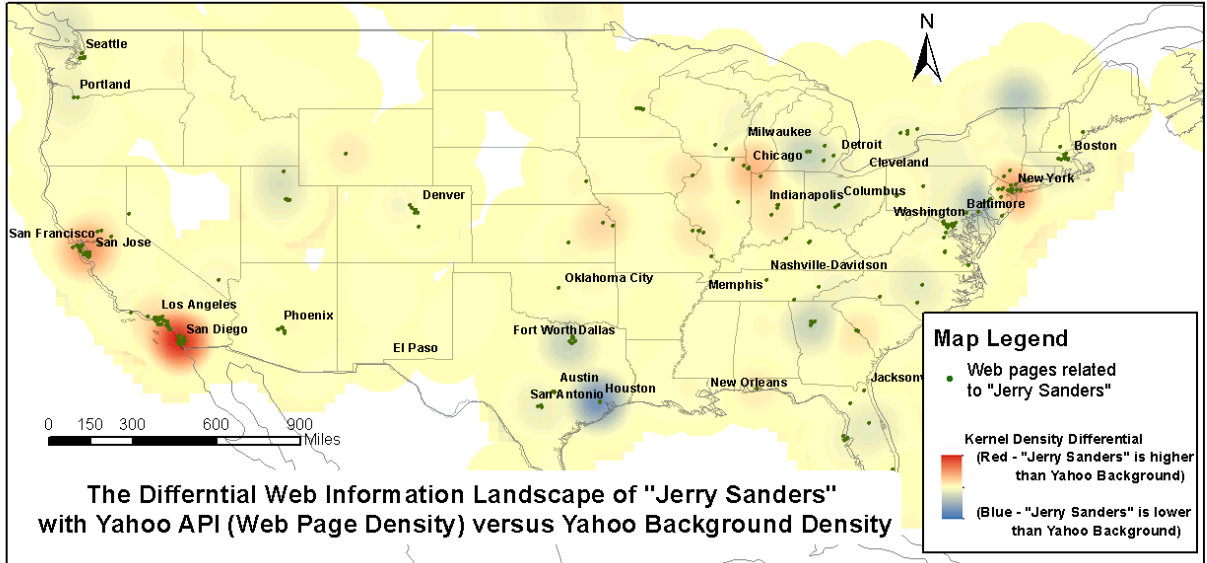 N
Seattle
Portland
Milwaukee
Detroit
Boston
Chicago
Cleveland
New York
Denver
Indianapolis
Columbus
Baltimore
Washington
San Francisco
San Jose
Nashville-Davidson
Oklahoma City
Memphis
Los Angeles
San Diego
Phoenix
Fort Worth
Dallas
El Paso
Austin
Houston
San Antonio
New Orleans
Jacksonv
0 150 300 600 900
Miles
Map Legend
Web pages related
to "Jerry Sanders"
Kernel Density Differential
(Red - "Jerry Sanders" is higher
than Yahoo Background)
(Blue - "Jerry Sanders" is lower
than Yahoo Background)
The Differntial Web Information Landscape of "Jerry Sanders"
with Yahoo API (Web Page Density) versus Yahoo Background Density